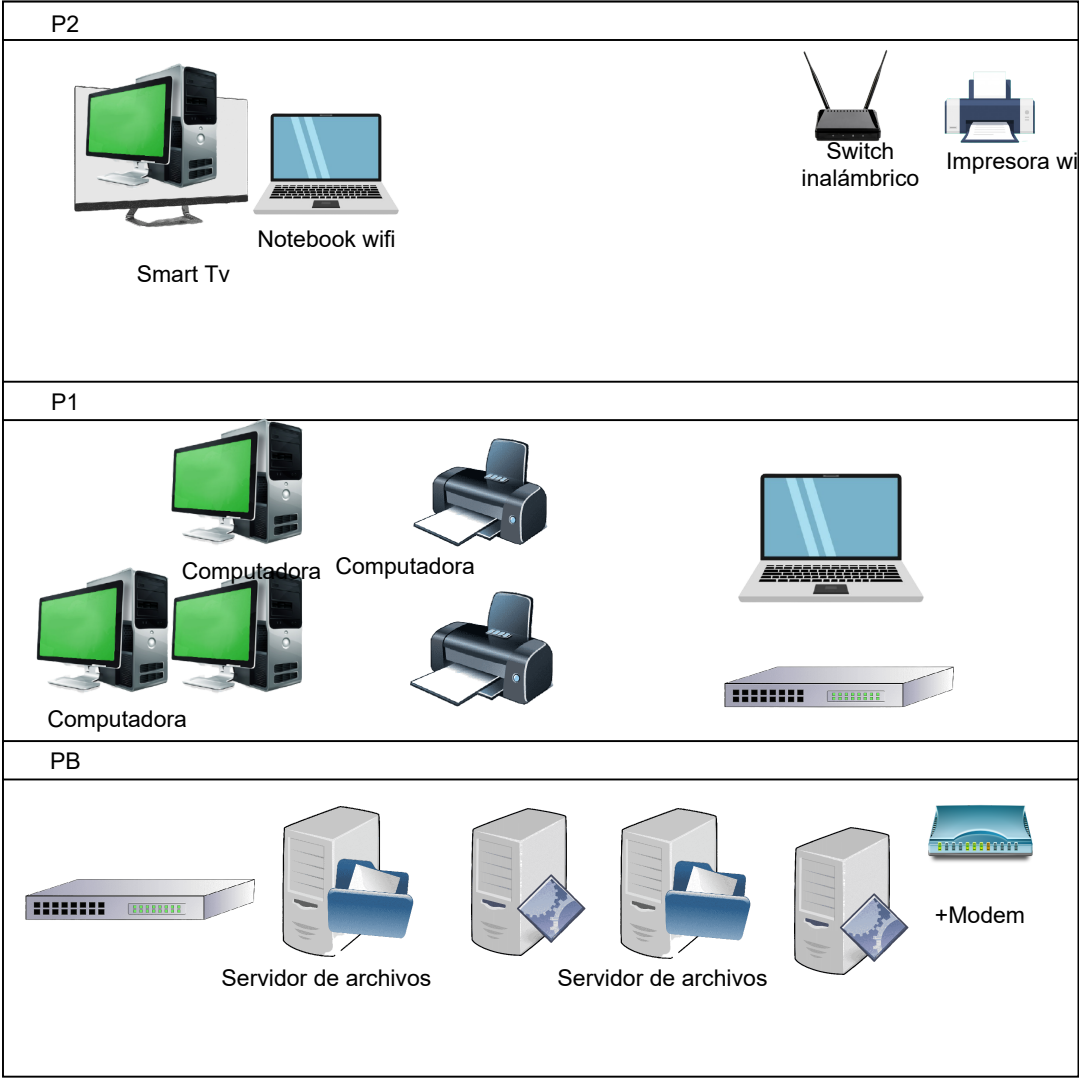 P2
Switch
inalámbrico
Impresora wi
Notebook wifi
Smart Tv
P1
Computadora
Computadora
Computadora
PB
+Modem
Servidor de archivos
Servidor de archivos